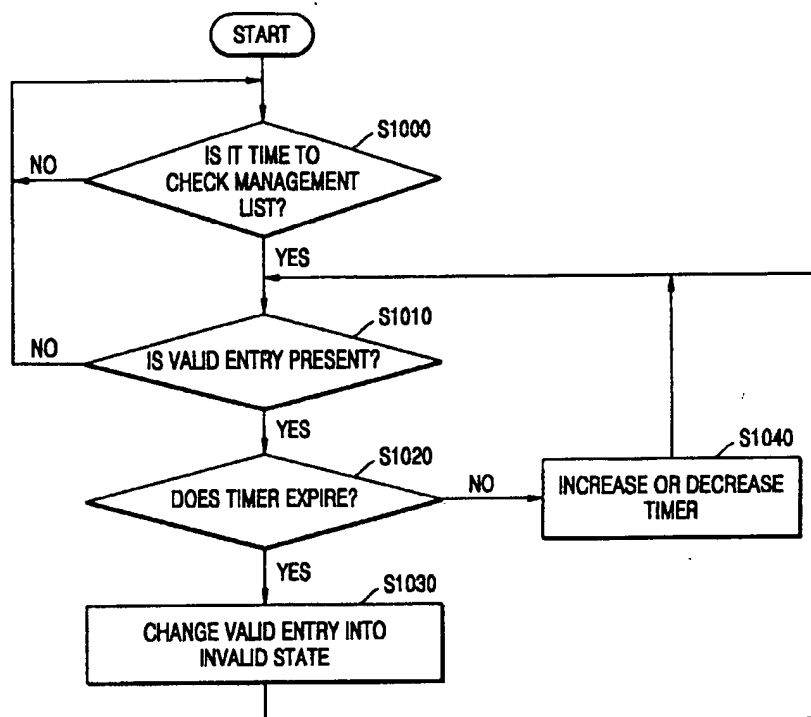 START
S1000
IS IT TIME TO
CHECK MANAGEMENT
LIST?
NO
YES
S1010
IS VALID ENTRY PRESENT?
NO
YES
S1020
DOES TIMER EXPIRE?
NO
S1040
INCREASE OR DECREASE
TIMER
YES
S1030
CHANGE VALID ENTRY INTO
INVALID STATE